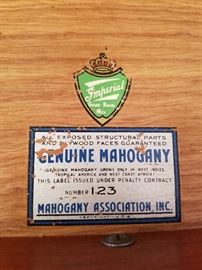 Imperial
Grand Rapids
ALL EXPOSED STRUCTURAL PARTS
AND PLYWOOD FACES GUARANTEED
GENUINE MAHOGANY
(GENUINE MAHOGANY GROWS ONLY IN WEST INDIES,
TROPICAL AMERICA AND WEST COAST AFRICA)
THIS LABEL ISSUED UNDER PENALTY CONTRACT
NUMBER 123
MAHOGANY ASSOCIATION, INC.